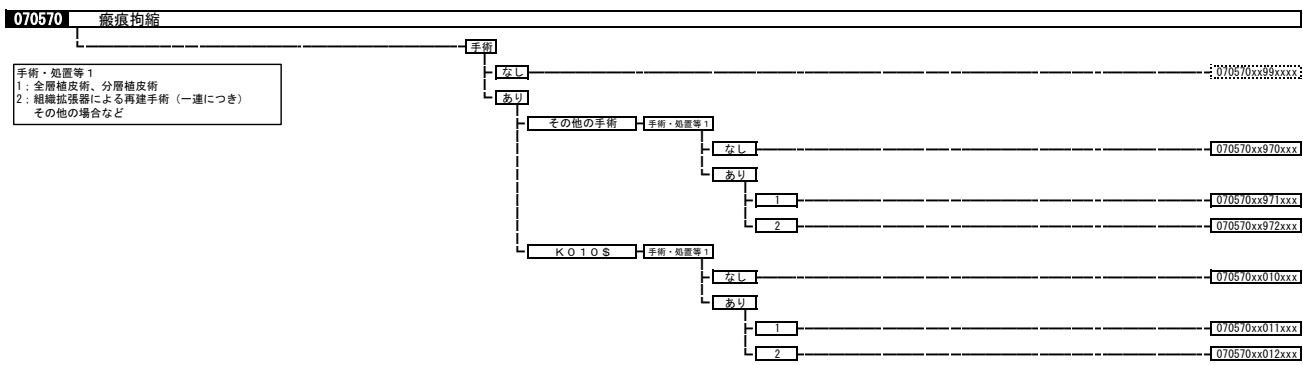 070570 瘢痕拘縮
手術
手術・処置等1
1：全層植皮術、分層植皮術
2：組織拡張器による再建手術（一連につき）
その他の場合など
なし 070570xx99xxxx
あり
その他の手術 手術・処置等1
なし 070570xx970xxx
あり
1 070570xx971xxx
2 070570xx972xxx
K010$ 手術・処置等1
なし 070570xx010xxx
あり
1 070570xx011xxx
2 070570xx012xxx